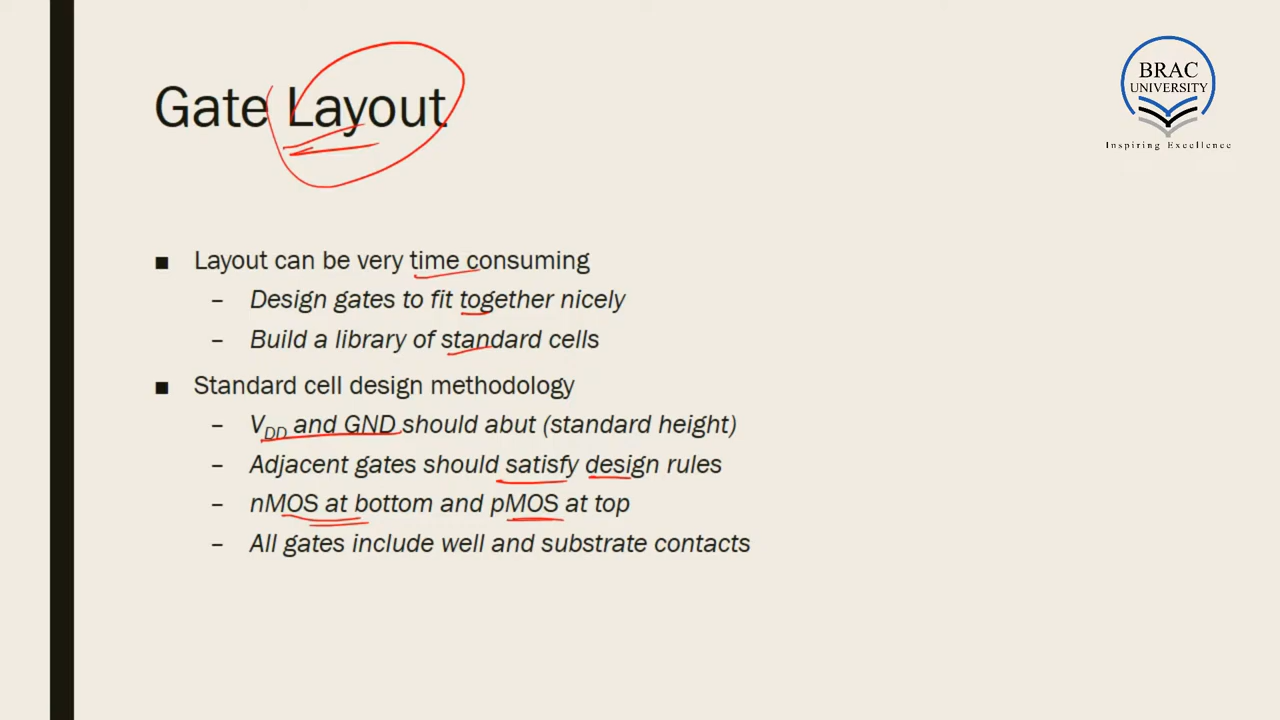 BRAC
UNIVERSITY
Inspiring Excellence
Gate Layout
■ Layout can be very time consuming
– Design gates to fit together nicely
– Build a library of standard cells
■ Standard cell design methodology
– VDD and GND should abut (standard height)
– Adjacent gates should satisfy design rules
– nMOS at bottom and pMOS at top
– All gates include well and substrate contacts